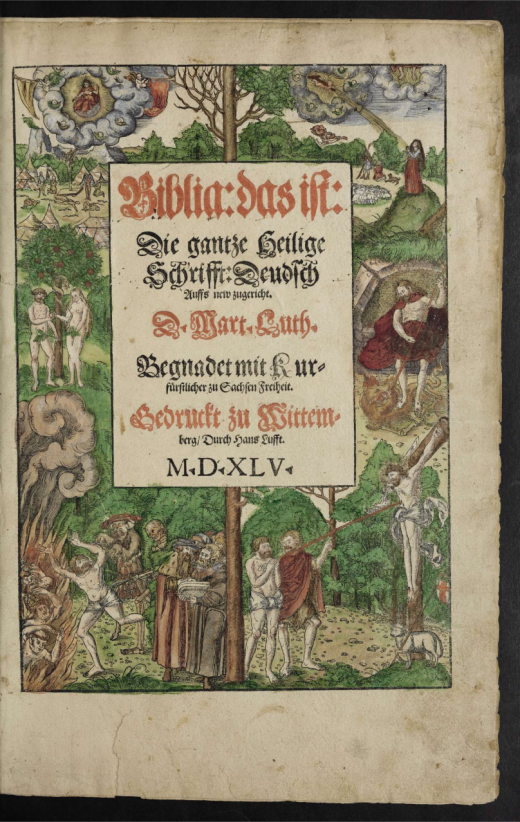 Biblia: das ist:
Die gantze Heilige
Schrifft: Deudsch
Auffs new zugericht.
D. Mart. Luth.
Begnadet mit Kur-
fürstlicher zu Sachsen Freiheit.
Gedruckt zu Wittem-
berg/ Durch Hans Lufft.
M.D.XLV.